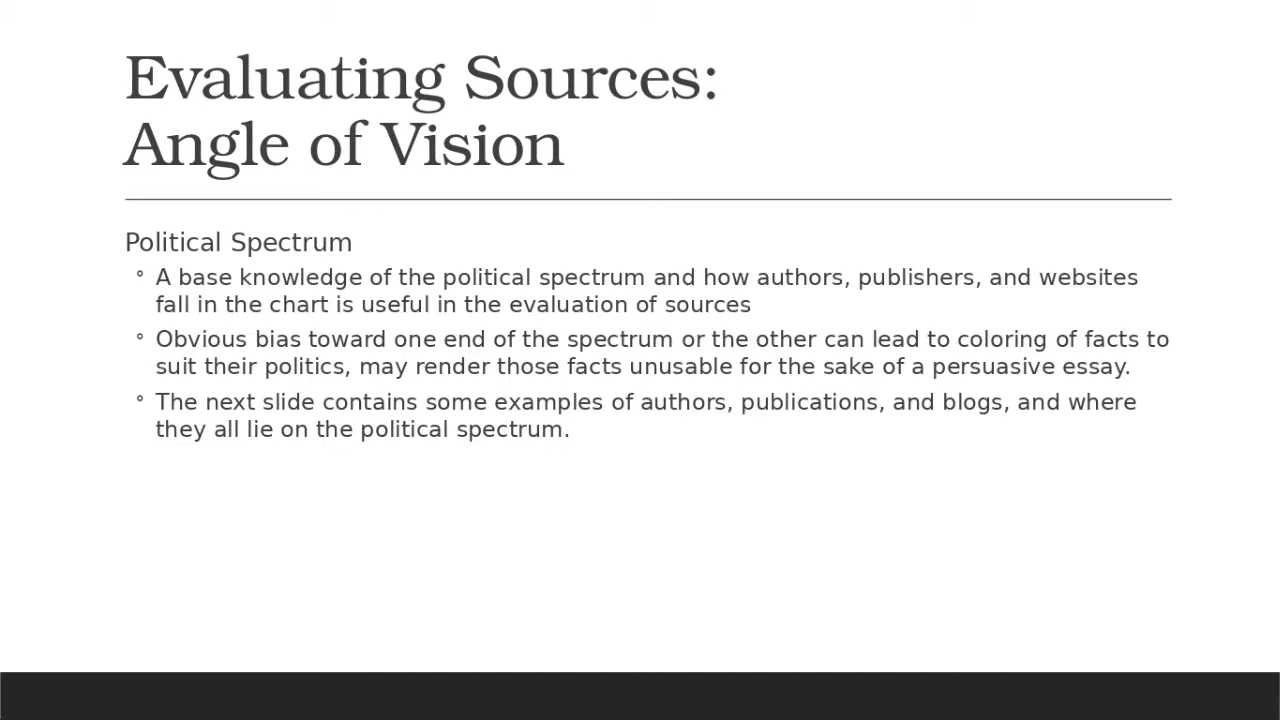 Evaluating Sources:
Angle of Vision
Political Spectrum
° A base knowledge of the political spectrum and how authors, publishers, and websites
fall in the chart is useful in the evaluation of sources
° Obvious bias toward one end of the spectrum or the other can lead to coloring of facts to
suit their politics, may render those facts unusable for the sake of a persuasive essay.
° The next slide contains some examples of authors, publications, and blogs, and where
they all lie on the political spectrum.